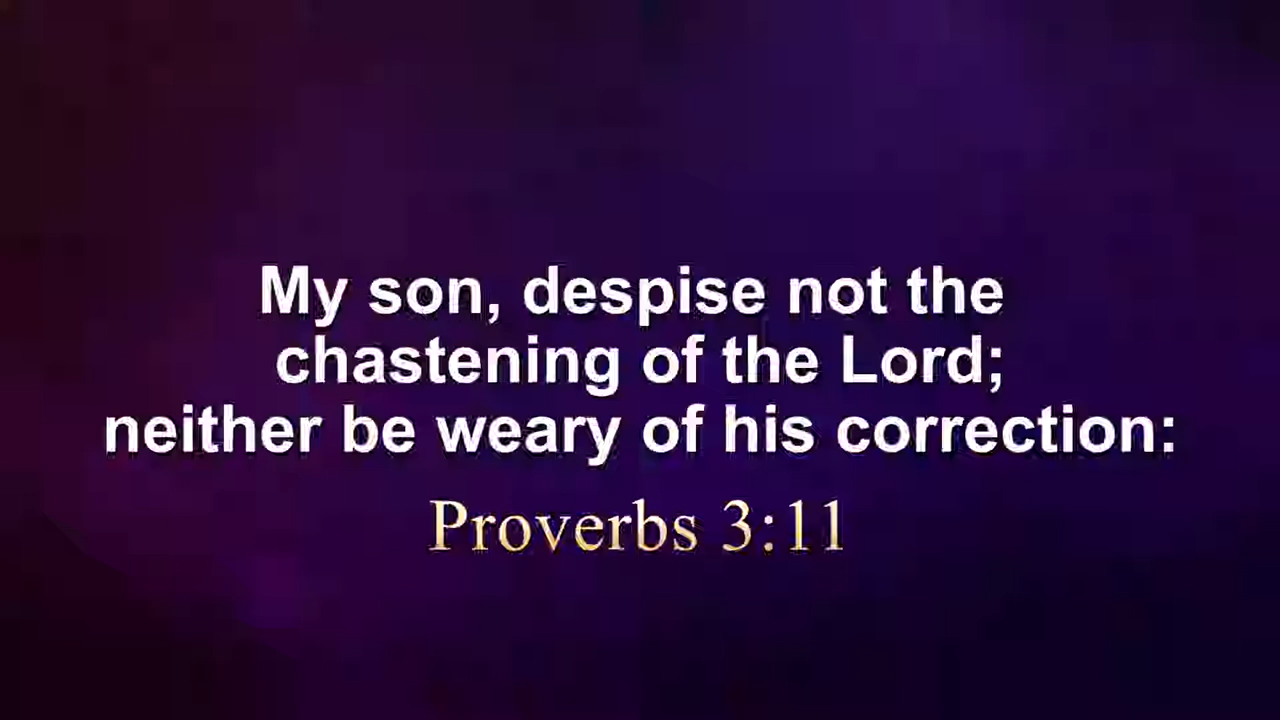 My son, despise not the
chastening of the Lord;
neither be weary of his correction:
Proverbs 3:11